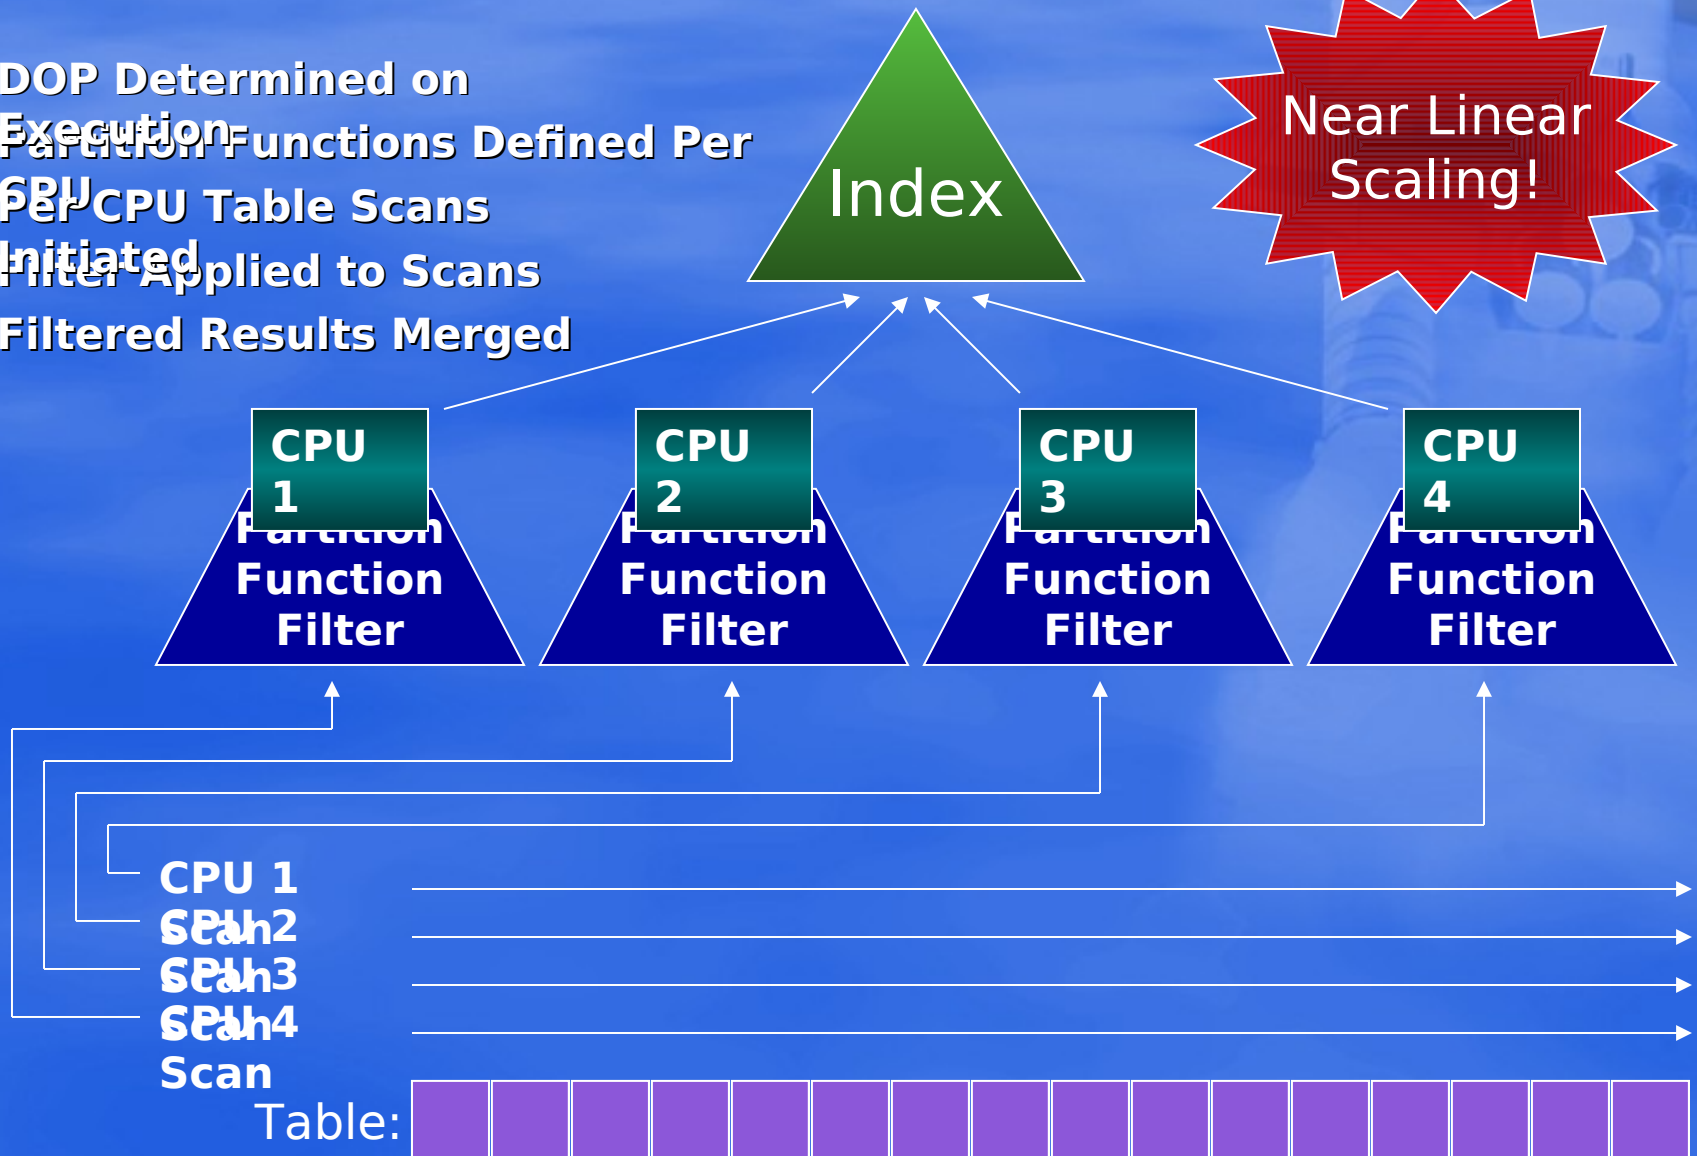 DOP Determined on
Execution
Partition Functions Defined Per
CPU
Per CPU Table Scans
Initiated
Filter Applied to Scans
Filtered Results Merged
Index
Near Linear
Scaling!
CPU
1
CPU
2
CPU
3
CPU
4
Partition
Function
Filter
Partition
Function
Filter
Partition
Function
Filter
Partition
Function
Filter
CPU 1
Scan
CPU 2
Scan
CPU 3
Scan
CPU 4
Scan
Table: